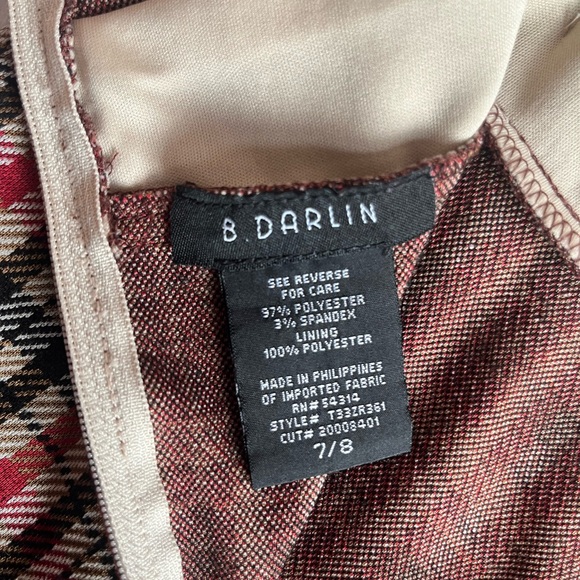 B. DARLIN
SEE REVERSE
FOR CARE
97% POLYESTER
3% SPANDEX
LINING
100% POLYESTER
MADE IN PHILIPPINES
OF IMPORTED FABRIC
RN# 54314
STYLE# T33ZR361
CUT# 20008401
7/8